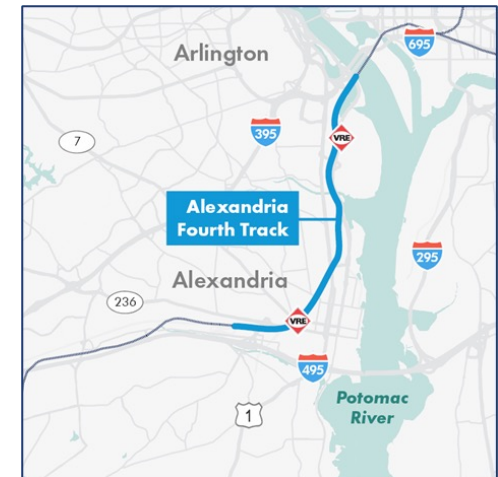 Arlington
695
395
VRE
7
Alexandria
Fourth Track
295
Alexandria
236
VRE
495
1
Potomac
River